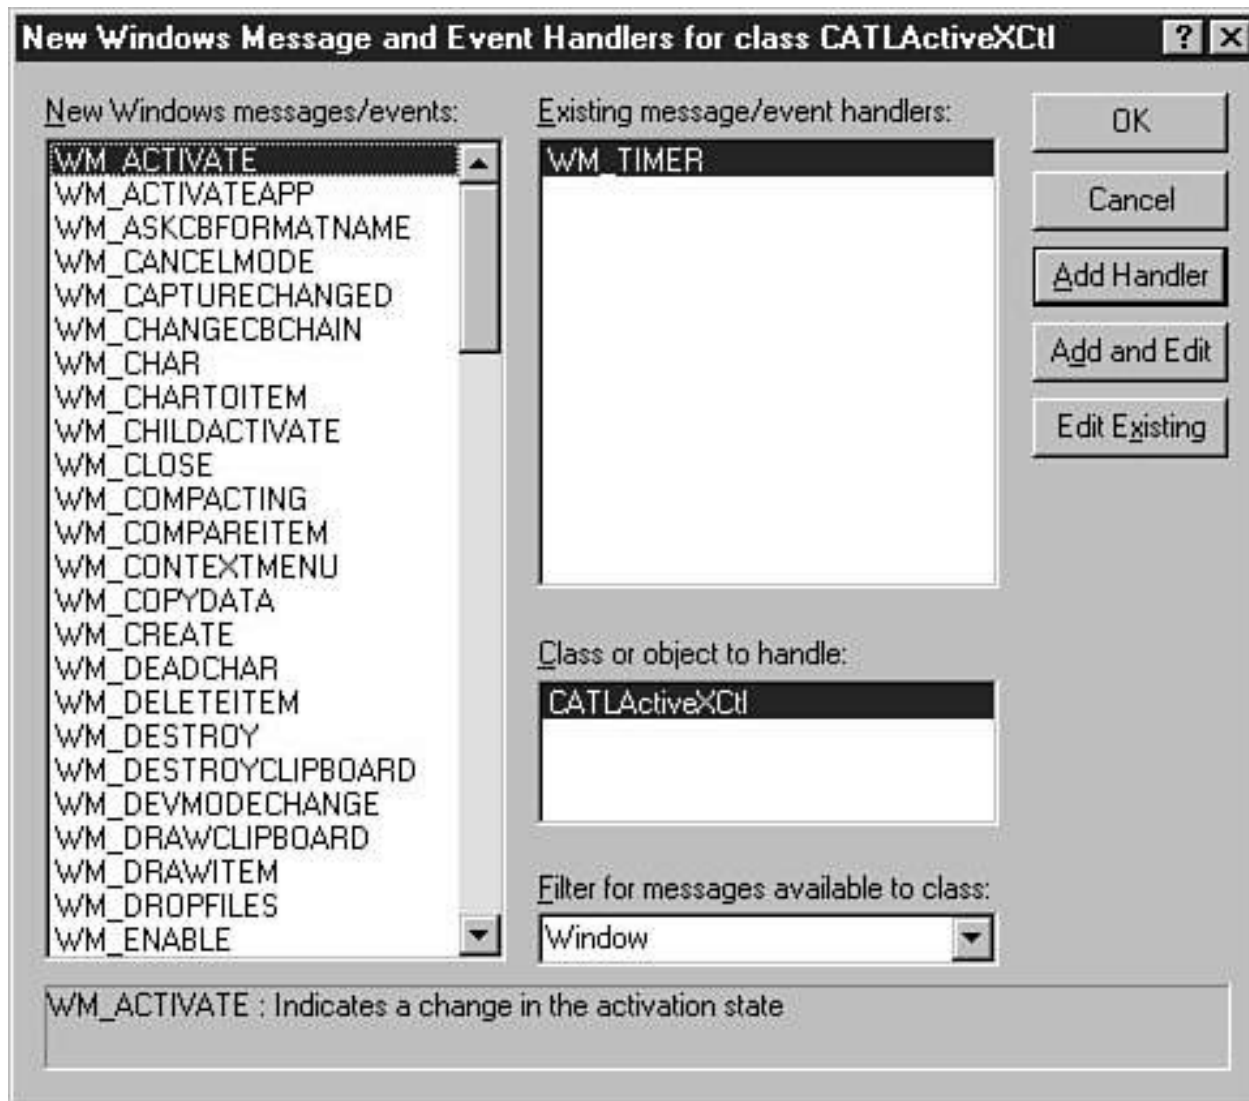 New Windows Message and Event Handlers for class CATLActiveXCtl
New Windows messages/events:
WM_ACTIVATE
WM_ACTIVATEAPP
WM_ASKCBFORMATNAME
WM_CANCELMODE
WM_CAPTURECHANGED
WM_CHANGECBCHAIN
WM_CHAR
WM_CHARTOITEM
WM_CHILDACTIVATE
WM_CLOSE
WM_COMPACTING
WM_COMPAREITEM
WM_CONTEXTMENU
WM_COPYDATA
WM_CREATE
WM_DEADCHAR
WM_DELETEITEM
WM_DESTROY
WM_DESTROYCLIPBOARD
WM_DEVMODECHANGE
WM_DRAWCLIPBOARD
WM_DRAWITEM
WM_DROPFILES
WM_ENABLE
Existing message/event handlers:
WM_TIMER
Class or object to handle:
CATLActiveXCtl
Filter for messages available to class:
Window
OK
Cancel
Add Handler
Add and Edit
Edit Existing
WM_ACTIVATE : Indicates a change in the activation state